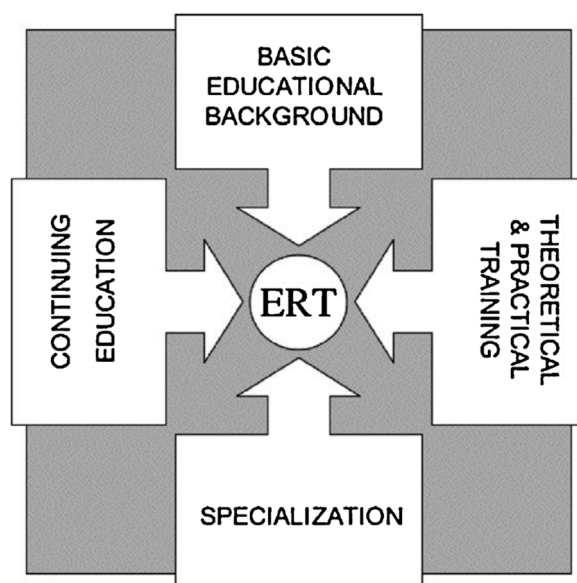 BASIC
EDUCATIONAL
BACKGROUND
CONTINUING
EDUCATION
ERT
THEORETICAL
& PRACTICAL
TRAINING
SPECIALIZATION